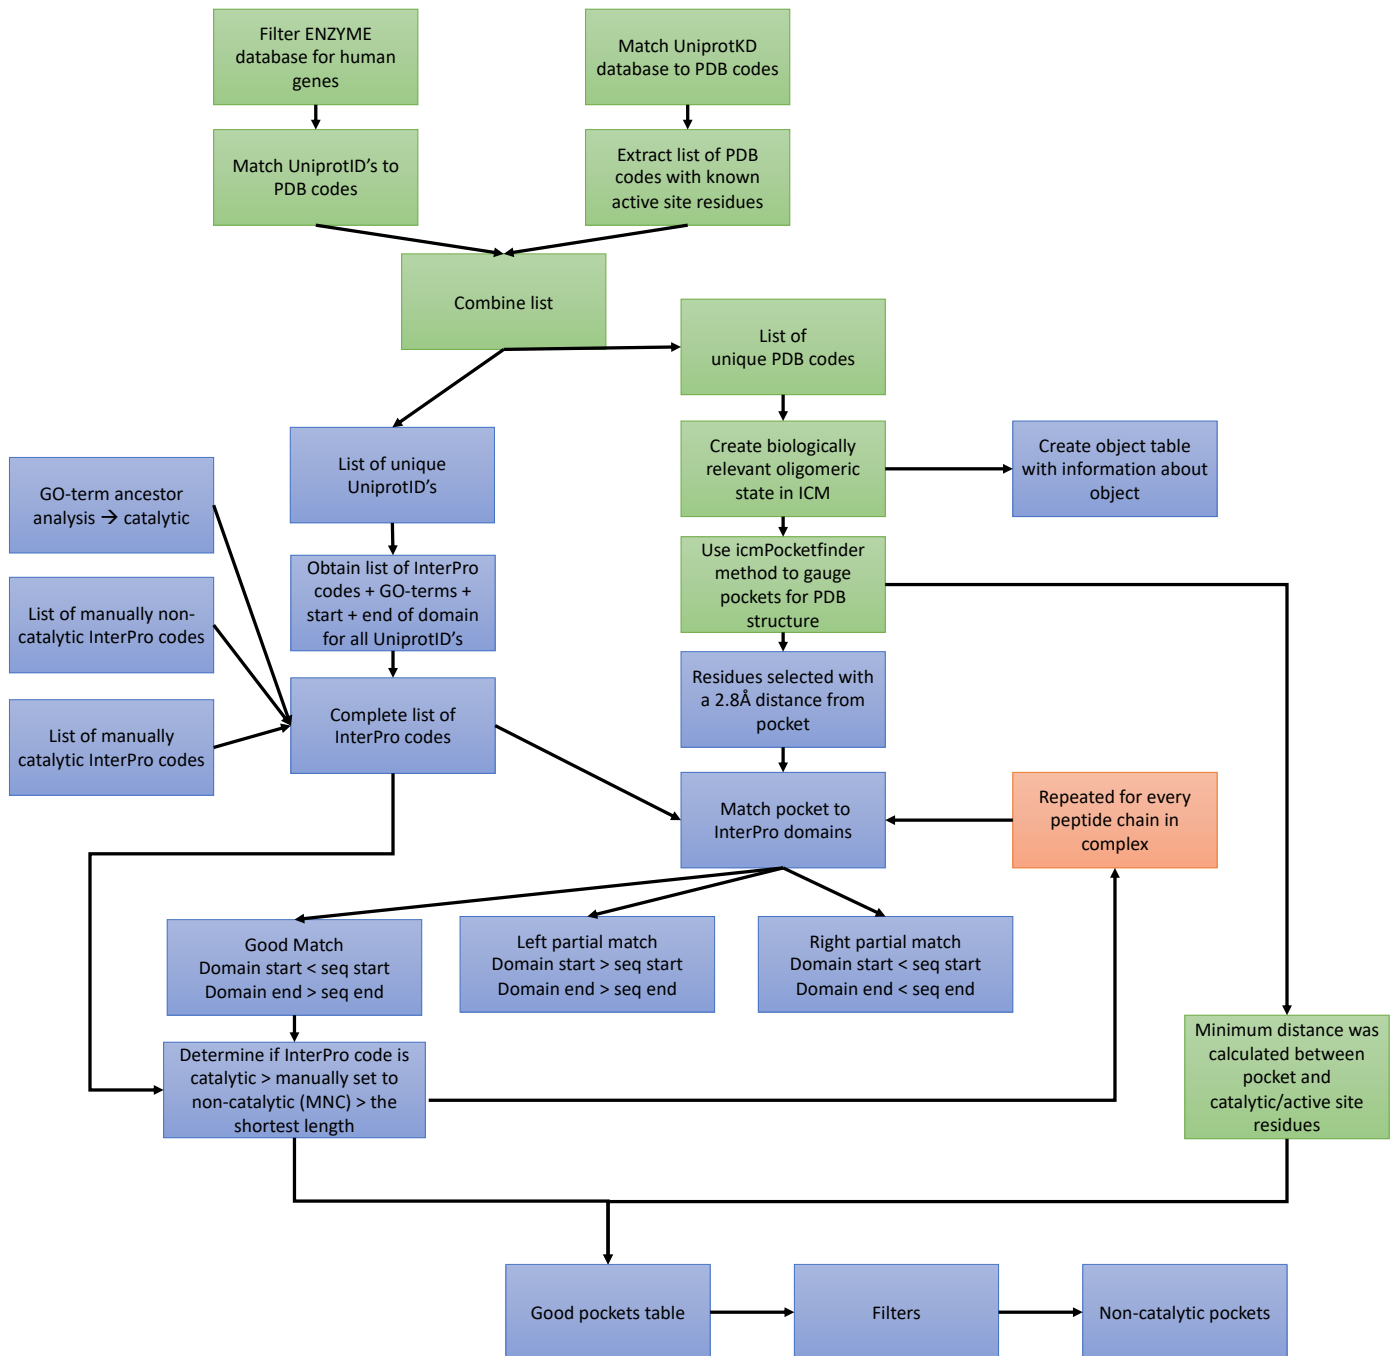 Filter ENZYME
database for human
genes
Match UniprotKD
database to PDB codes
Match UniprotID's to
PDB codes
Extract list of PDB
codes with known
active site residues
Combine list
List of
unique PDB codes
List of unique
UniprotID's
Create biologically
relevant oligomeric
state in ICM
Create object table
with information about
object
GO-term ancestor
analysis → catalytic
Obtain list of InterPro
codes + GO-terms +
start + end of domain
for all UniprotID's
Use icmPocketfinder
method to gauge
pockets for PDB
structure
List of manually non-
catalytic InterPro codes
Residues selected with
a 2.8Å distance from
pocket
List of manually
catalytic InterPro codes
Complete list of
InterPro codes
Match pocket to
InterPro domains
Repeated for every
peptide chain in
complex
Good Match
Domain start < seq start
Domain end > seq end
Left partial match
Domain start > seq start
Domain end > seq end
Right partial match
Domain start < seq start
Domain end < seq end
Determine if InterPro code is
catalytic > manually set to
non-catalytic (MNC) > the
shortest length
Minimum distance was
calculated between
pocket and
catalytic/active site
residues
Good pockets table
Filters
Non-catalytic pockets